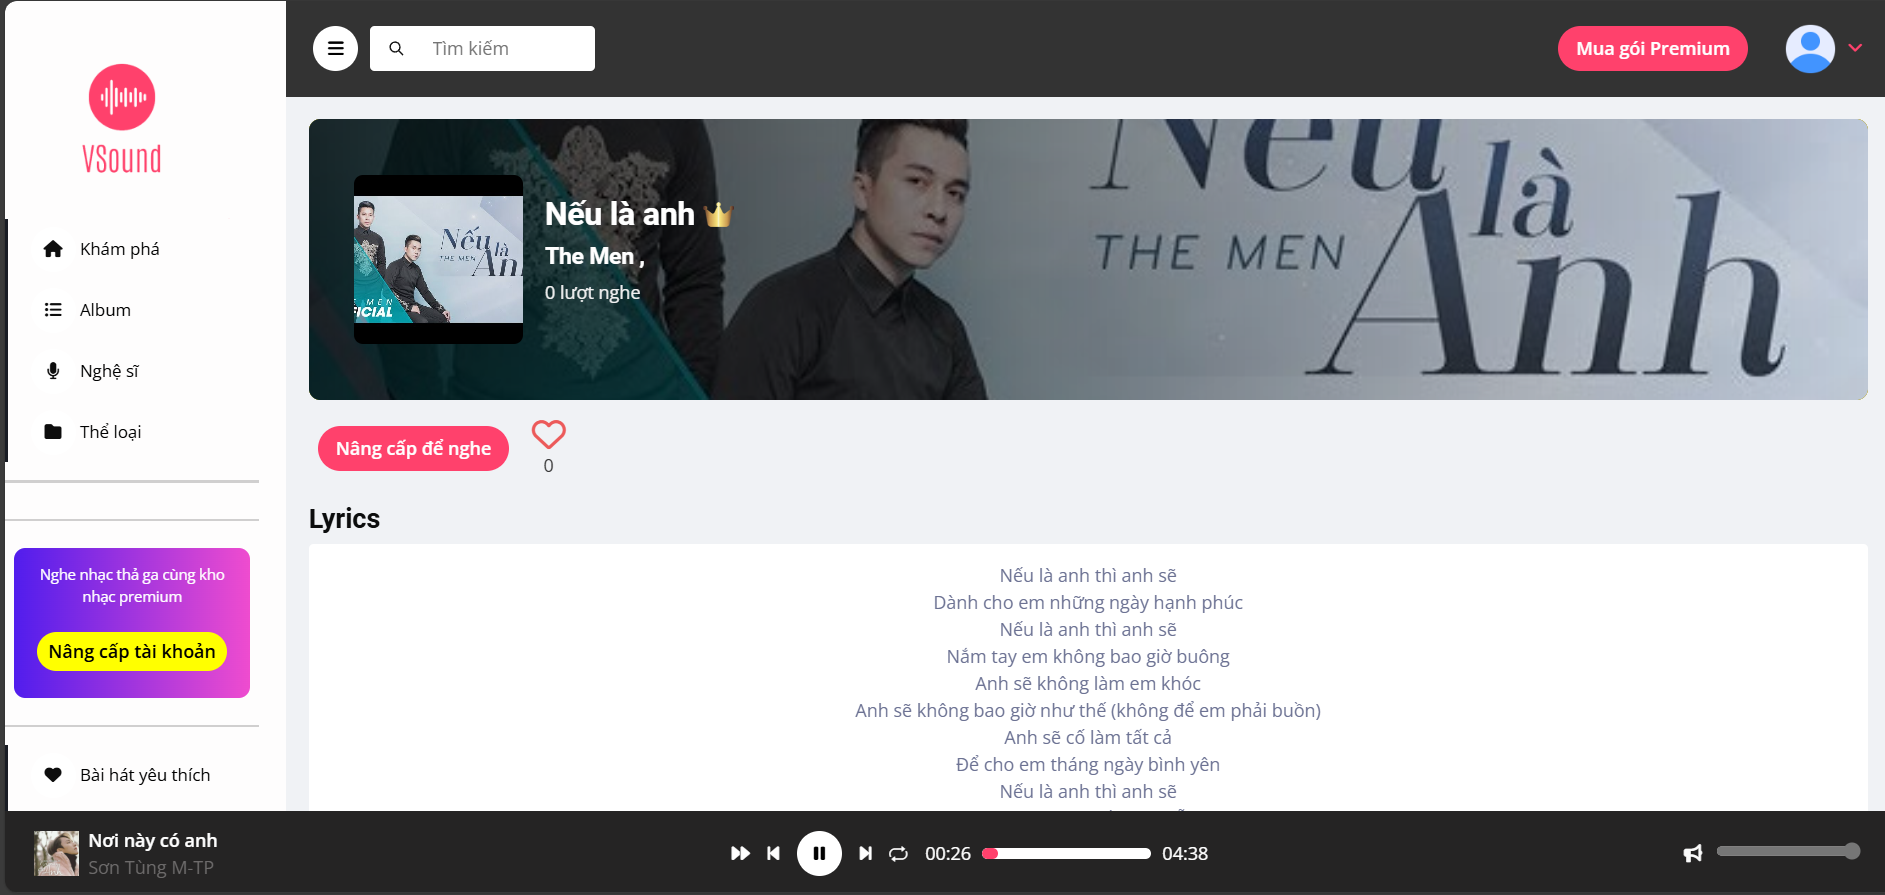 VSound
Khám phá
Album
Nghệ sĩ
Thể loại
Nghe nhạc thả ga cùng kho
nhạc premium
Nâng cấp tài khoản
Bài hát yêu thích
Tìm kiếm
Mua gói Premium
Nếu là anh
The Men ,
0 lượt nghe
Nếu là
THE MEN
Anh
Nâng cấp để nghe
0
Lyrics
Nếu là anh thì anh sẽ
Dành cho em những ngày hạnh phúc
Nếu là anh thì anh sẽ
Nắm tay em không bao giờ buông
Anh sẽ không làm em khóc
Anh sẽ không bao giờ như thế (không để em phải buồn)
Anh sẽ cố làm tất cả
Để cho em tháng ngày bình yên
Nếu là anh thì anh sẽ
Nơi này có anh
Sơn Tùng M-TP
00:26
04:38